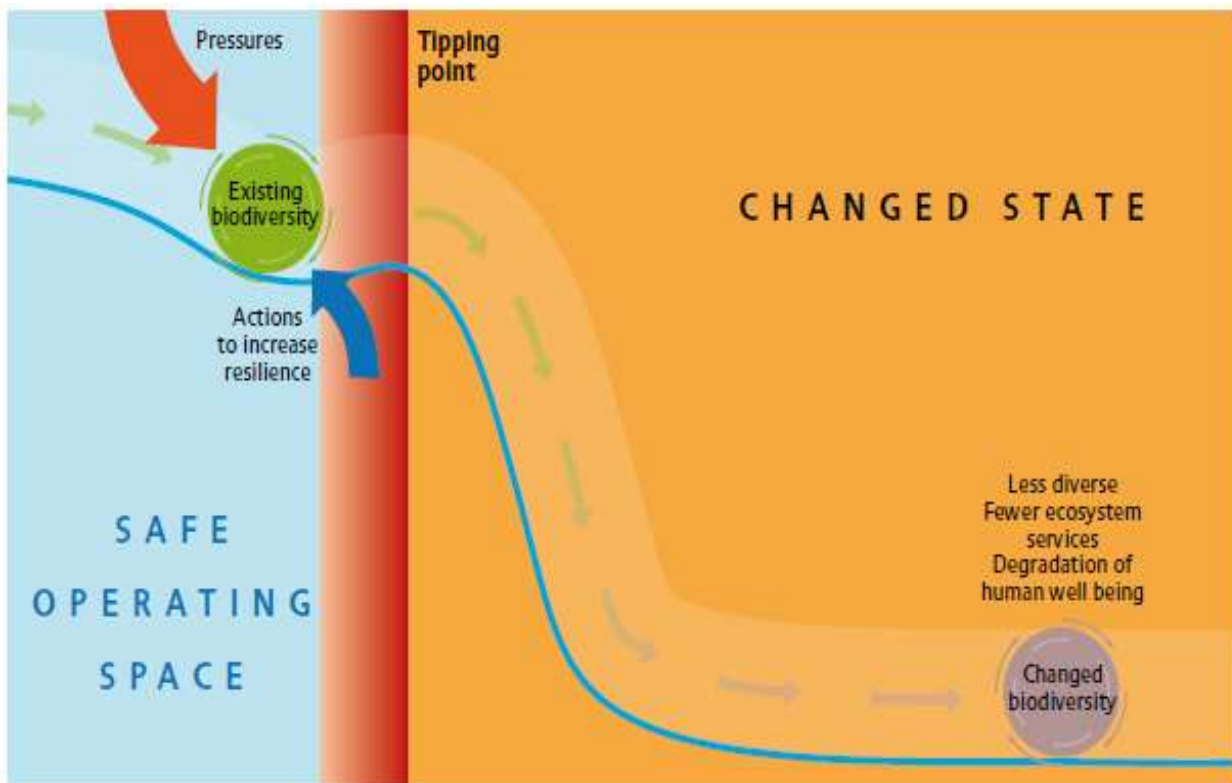 Pressures
Tipping
point
Existing
biodiversity
CHANGED STATE
Actions
to increase
resilience
SAFE
OPERATING
SPACE
Less diverse
Fewer ecosystem
services
Degradation of
human well being
Changed
biodiversity